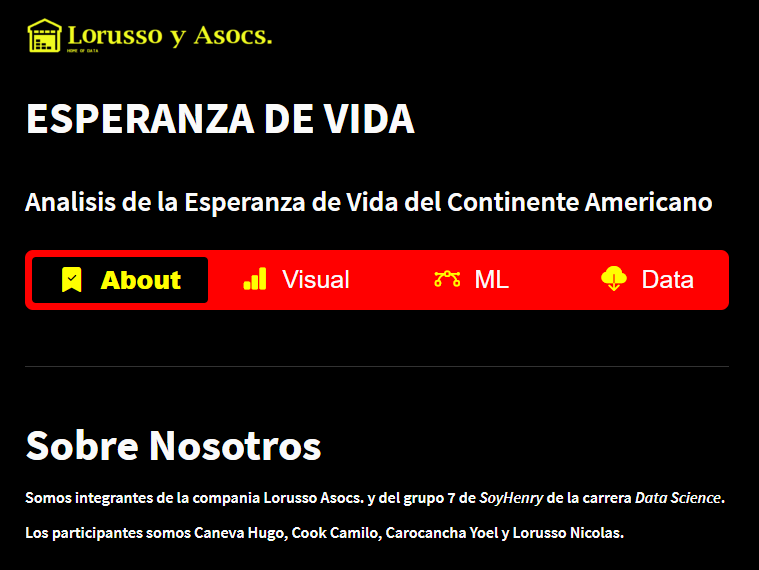 Lorusso y Asocs.
HOME OF DATA
ESPERANZA DE VIDA
Analisis de la Esperanza de Vida del Continente Americano
About Visual ML Data
Sobre Nosotros
Somos integrantes de la compania Lorusso Asocs. y del grupo 7 de SoyHenry de la carrera Data Science.
Los participantes somos Caneva Hugo, Cook Camilo, Carocancha Yoel y Lorusso Nicolas.